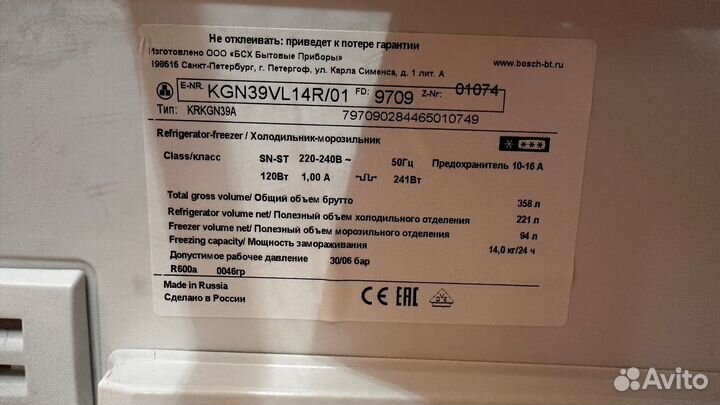 Не отклеивать: приведет к потере гарантии
Изготовлено ООО «БСХ Бытовые Приборы» www.bosch-bt.ru
198515 Санкт-Петербург, г. Петергоф, ул. Карла Сименса, д. 1 лит. А
E-NR. KGN39VL14R/01 FD: 9709 Z-Nr: 01074
Тип: KRKGN39A 797090284465010749
Refrigerator-freezer / Холодильник-морозильник
Class/класс SN-ST 220-240В ~ 50Гц Предохранитель 10-16 А
120Вт 1,00 А 241Вт
Total gross volume/ Общий объем брутто 358 л
Refrigerator volume net/ Полезный объем холодильного отделения 221 л
Freezer volume net/ Полезный объем морозильного отделения 94 л
Freezing capacity/ Мощность замораживания 14,0 кг/24 ч
Допустимое рабочее давление 30/06 бар
R600a 0046гр
Made in Russia
Сделано в России
CE EAC
Avito